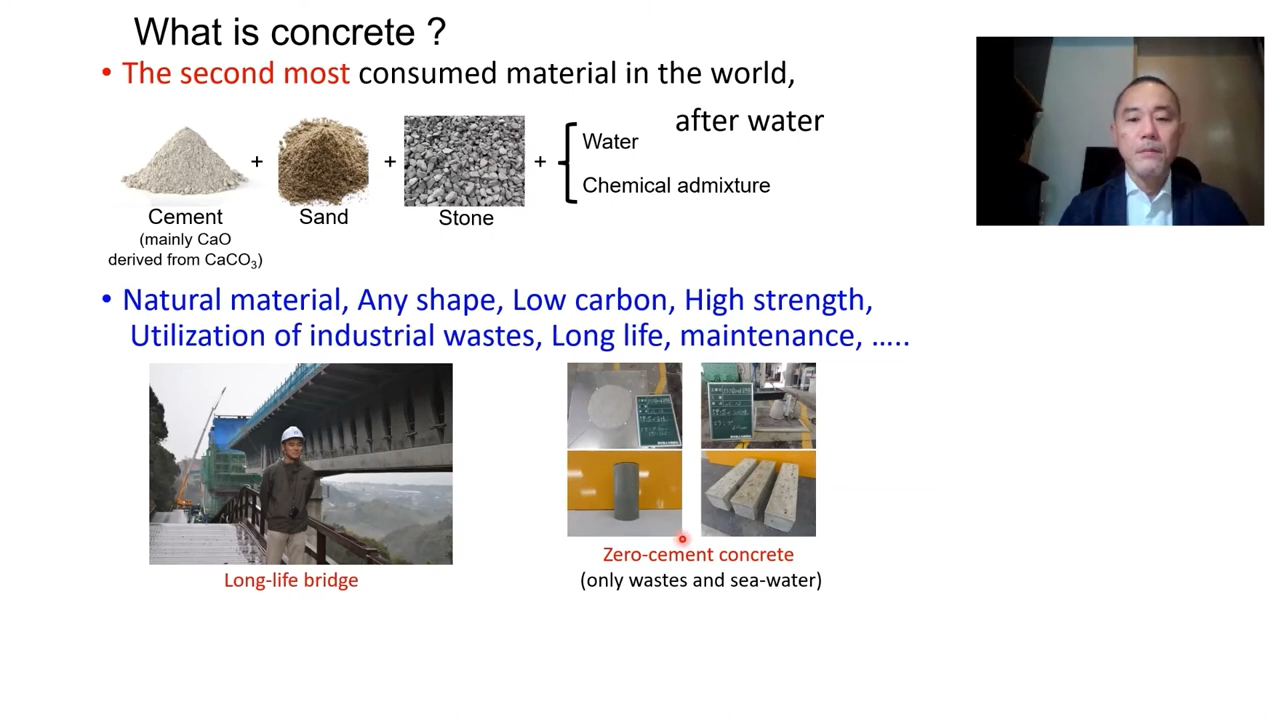 What is concrete ?
• The second most consumed material in the world,
after water
Water
+ + +
Chemical admixture
Cement Sand Stone
(mainly CaO
derived from CaCO₃)
• Natural material, Any shape, Low carbon, High strength,
Utilization of industrial wastes, Long life, maintenance, …..
Long-life bridge
Zero-cement concrete
(only wastes and sea-water)